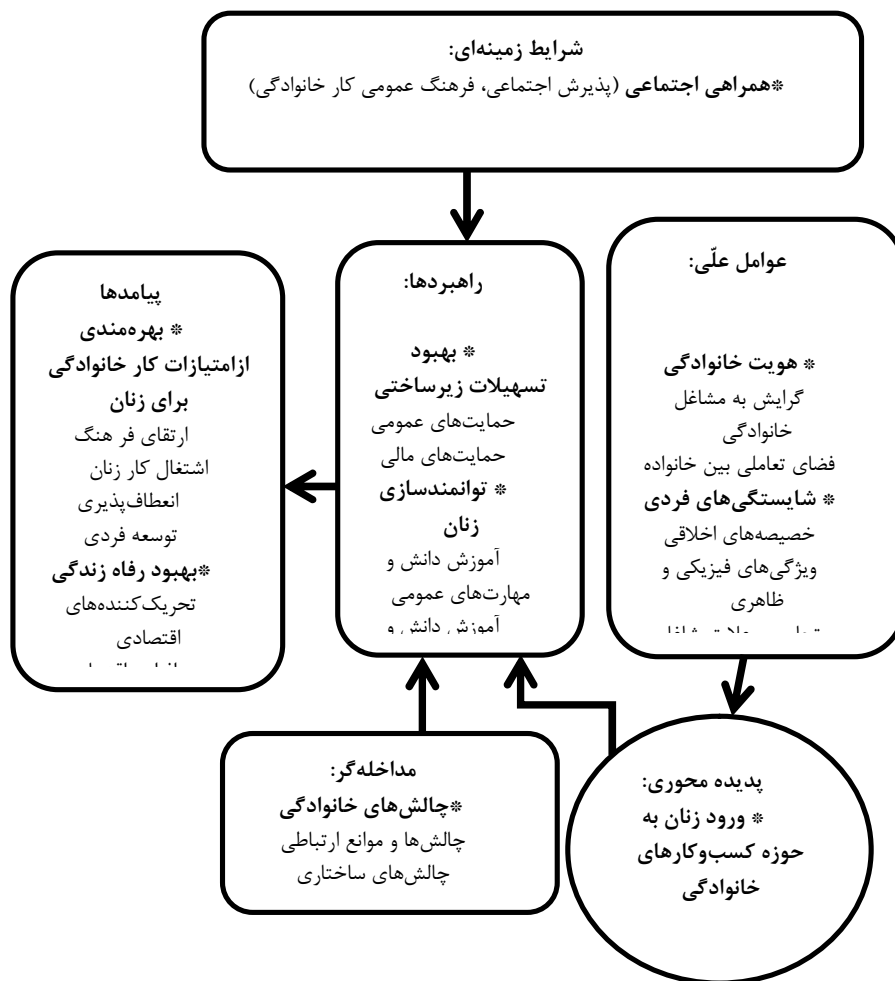 شرایط زمینه‌ای:
*همراهی اجتماعی (پذیرش اجتماعی، فرهنگ عمومی کار خانوادگی)
عوامل علّی:
* هویت خانوادگی
گرایش به مشاغل
خانوادگی
فضای تعاملی بین خانواده
* شایستگی‌های فردی
خصیصه‌های اخلاقی
ویژگی‌های فیزیکی و
ظاهری
راهبردها:
* بهبود
تسهیلات زیرساختی
حمایت‌های عمومی
حمایت‌های مالی
* توانمندسازی
زنان
آموزش دانش و
مهارت‌های عمومی
آموزش دانش و
پیامدها
* بهره‌مندی
ازامتیازات کار خانوادگی
برای زنان
ارتقای فر هنگ
اشتغال کار زنان
انعطاف‌پذیری
توسعه فردی
*بهبود رفاه زندگی
تحریک‌کننده‌های
اقتصادی
مداخله‌گر:
*چالش‌های خانوادگی
چالش‌ها و موانع ارتباطی
چالش‌های ساختاری
پدیده محوری:
* ورود زنان به
حوزه کسب‌وکارهای
خانوادگی